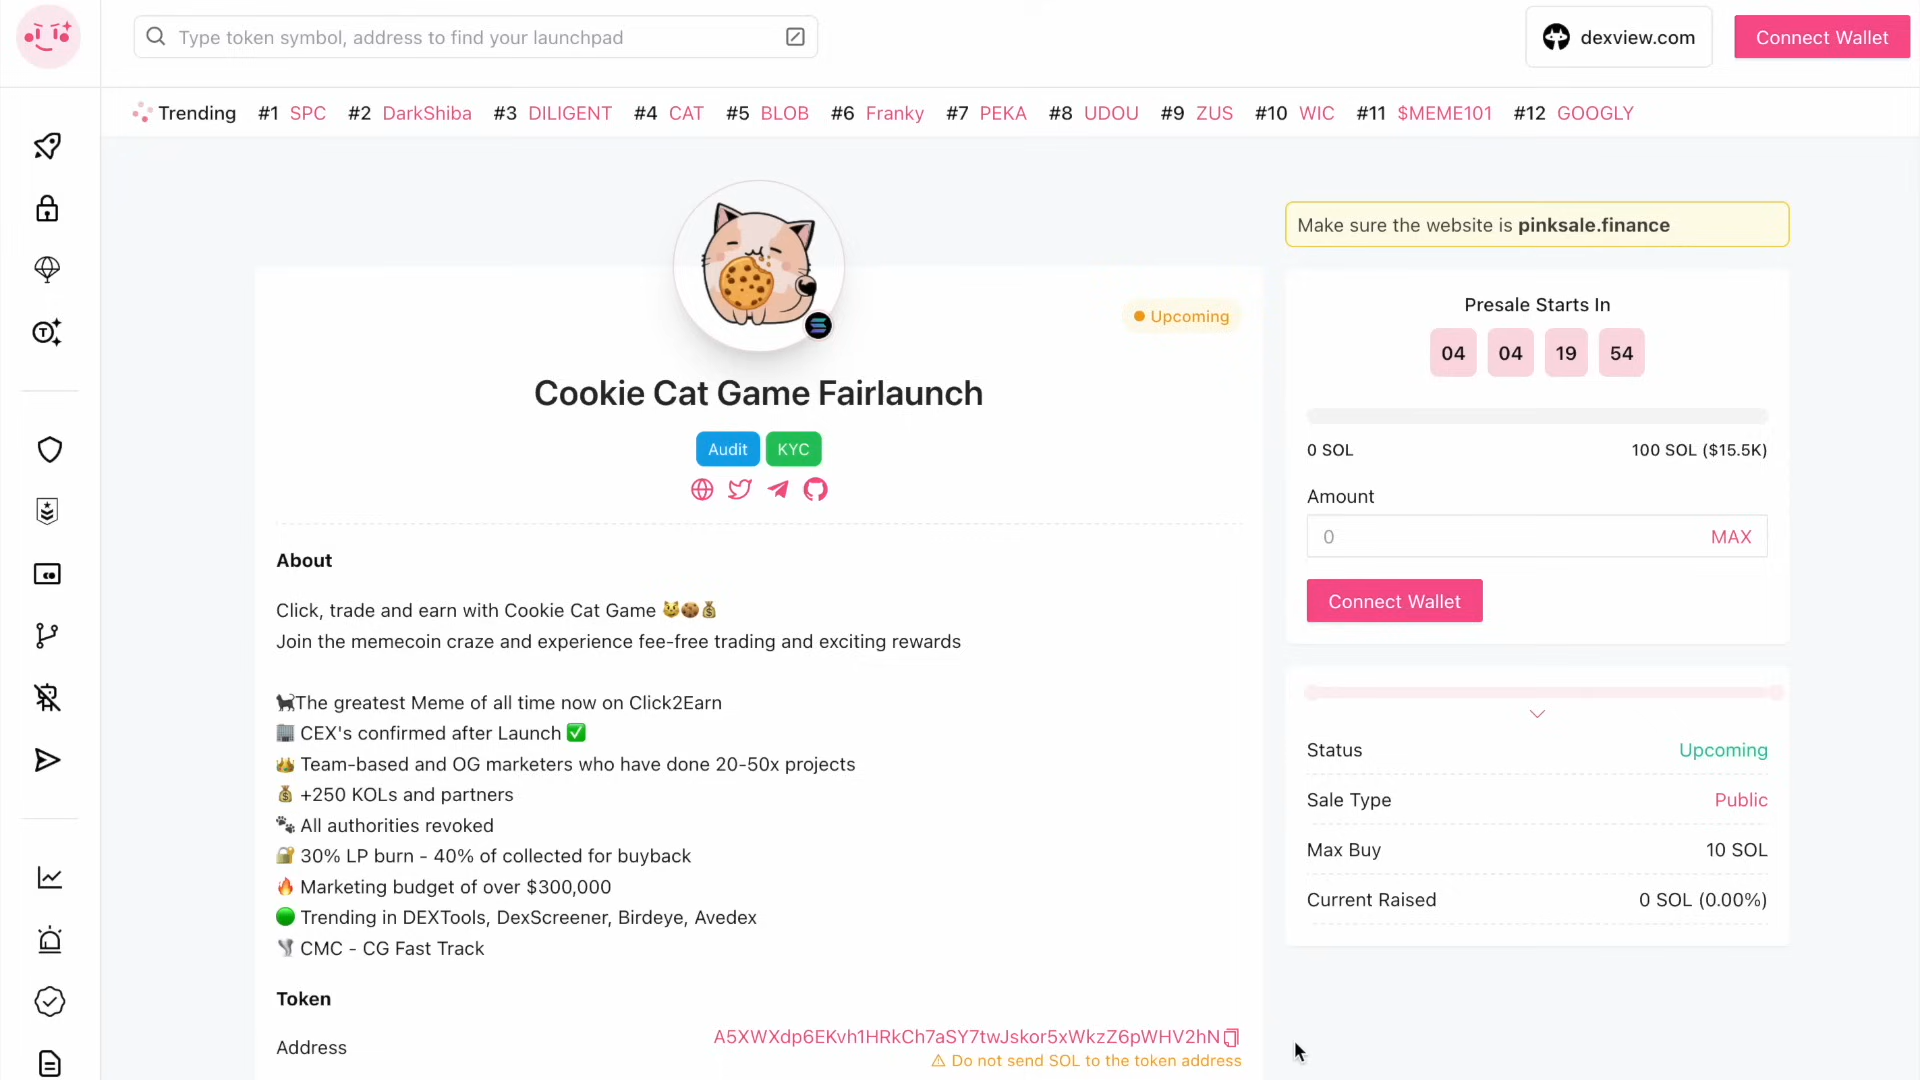 Type token symbol, address to find your launchpad
dexview.com
Connect Wallet
Trending #1 SPC #2 DarkShiba #3 DILIGENT #4 CAT #5 BLOB #6 Franky #7 PEKA #8 UDOU #9 ZUS #10 WIC #11 $MEME101 #12 GOOGLY
Upcoming
Cookie Cat Game Fairlaunch
Audit KYC
About
Click, trade and earn with Cookie Cat Game 😼🍪💰
Join the memecoin craze and experience fee-free trading and exciting rewards
🐈‍⬛The greatest Meme of all time now on Click2Earn
🏢 CEX's confirmed after Launch ✅
👑 Team-based and OG marketers who have done 20-50x projects
💰 +250 KOLs and partners
🐾 All authorities revoked
🔐 30% LP burn - 40% of collected for buyback
🔥 Marketing budget of over $300,000
🟢 Trending in DEXTools, DexScreener, Birdeye, Avedex
CMC - CG Fast Track
Token
Address
A5XWXdp6EKvh1HRkCh7aSY7twJskor5xWkzZ6pWHV2hN
Do not send SOL to the token address
Make sure the website is pinksale.finance
Presale Starts In
04 04 19 54
0 SOL 100 SOL ($15.5K)
Amount
0 MAX
Connect Wallet
Status Upcoming
Sale Type Public
Max Buy 10 SOL
Current Raised 0 SOL (0.00%)